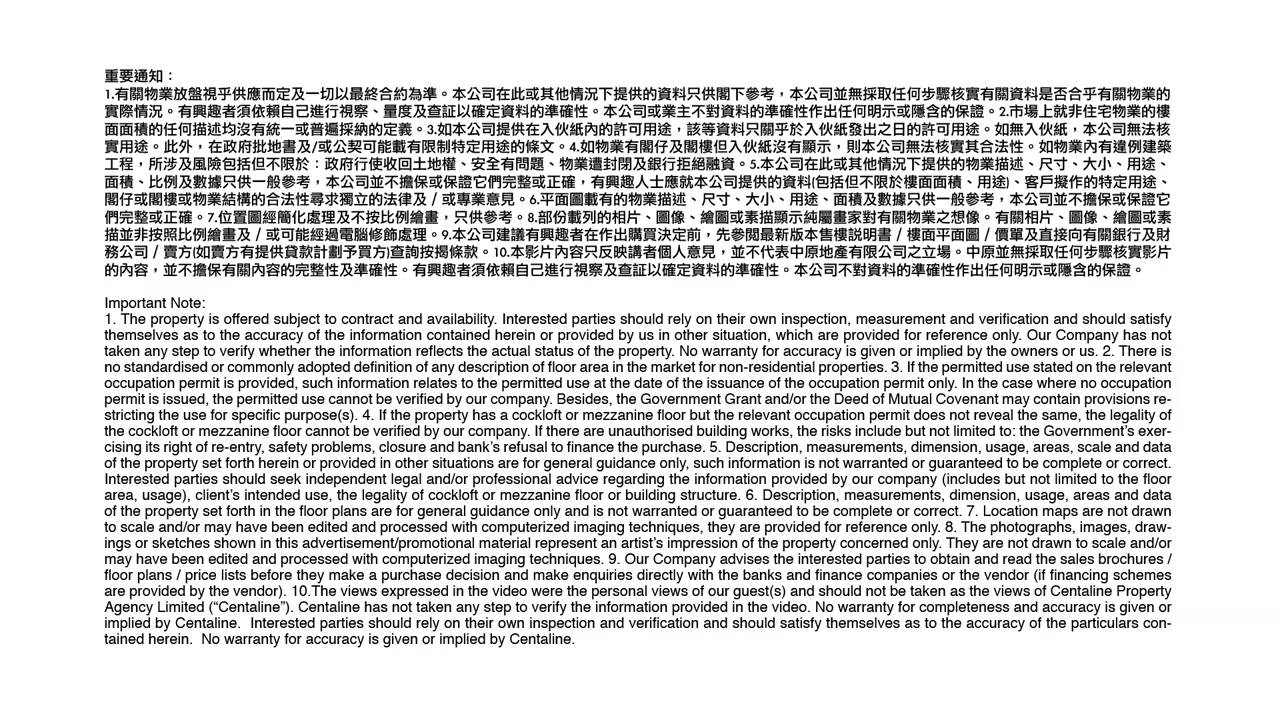 重要通知：
1.有關物業放盤視乎供應而定及一切以最終合約為準。本公司在此或其他情況下提供的資料只供閣下參考，本公司並無採取任何步驟核實有關資料是否合乎有關物業的
實際情況。有興趣者須依賴自己進行視察、量度及查証以確定資料的準確性。本公司或業主不對資料的準確性作出任何明示或隱含的保證。2.市場上就非住宅物業的樓
面面積的任何描述均沒有統一或普遍採納的定義。3.如本公司提供在入伙紙內的許可用途，該等資料只關乎於入伙紙發出之日的許可用途。如無入伙紙，本公司無法核
實用途。此外，在政府批地書及/或公契可能載有限制特定用途的條文。4.如物業有閣仔及閣樓但入伙紙沒有顯示，則本公司無法核實其合法性。如物業內有違例建築
工程，所涉及風險包括但不限於：政府行使收回土地權、安全有問題、物業遭封閉及銀行拒絕融資。5.本公司在此或其他情況下提供的物業描述、尺寸、大小、用途、
面積、比例及數據只供一般參考，本公司並不擔保或保證它們完整或正確，有興趣人士應就本公司提供的資料(包括但不限於樓面面積、用途)、客戶擬作的特定用途、
閣仔或閣樓或物業結構的合法性尋求獨立的法律及 / 或專業意見。6.平面圖載有的物業描述、尺寸、大小、用途、面積及數據只供一般參考，本公司並不擔保或保證它
們完整或正確。7.位置圖經簡化處理及不按比例繪畫，只供參考。8.部份載列的相片、圖像、繪圖或素描顯示純屬畫家對有關物業之想像。有關相片、圖像、繪圖或素
描並非按照比例繪畫及 / 或可能經過電腦修飾處理。9.本公司建議有興趣者在作出購買決定前，先參閱最新版本售樓説明書 / 樓面平面圖 / 價單及直接向有關銀行及財
務公司 / 賣方(如賣方有提供貸款計劃予買方)查詢按揭條款。10.本影片內容只反映講者個人意見，並不代表中原地產有限公司之立場。中原並無採取任何步驟核實影片
的內容，並不擔保有關內容的完整性及準確性。有興趣者須依賴自己進行視察及查証以確定資料的準確性。本公司不對資料的準確性作出任何明示或隱含的保證。
Important Note:
1. The property is offered subject to contract and availability. Interested parties should rely on their own inspection, measurement and verification and should satisfy
themselves as to the accuracy of the information contained herein or provided by us in other situation, which are provided for reference only. Our Company has not
taken any step to verify whether the information reflects the actual status of the property. No warranty for accuracy is given or implied by the owners or us. 2. There is
no standardised or commonly adopted definition of any description of floor area in the market for non-residential properties. 3. If the permitted use stated on the relevant
occupation permit is provided, such information relates to the permitted use at the date of the issuance of the occupation permit only. In the case where no occupation
permit is issued, the permitted use cannot be verified by our company. Besides, the Government Grant and/or the Deed of Mutual Covenant may contain provisions re-
stricting the use for specific purpose(s). 4. If the property has a cockloft or mezzanine floor but the relevant occupation permit does not reveal the same, the legality of
the cockloft or mezzanine floor cannot be verified by our company. If there are unauthorised building works, the risks include but not limited to: the Government's exer-
cising its right of re-entry, safety problems, closure and bank's refusal to finance the purchase. 5. Description, measurements, dimension, usage, areas, scale and data
of the property set forth herein or provided in other situations are for general guidance only, such information is not warranted or guaranteed to be complete or correct.
Interested parties should seek independent legal and/or professional advice regarding the information provided by our company (includes but not limited to the floor
area, usage), client's intended use, the legality of cockloft or mezzanine floor or building structure. 6. Description, measurements, dimension, usage, areas and data
of the property set forth in the floor plans are for general guidance only and is not warranted or guaranteed to be complete or correct. 7. Location maps are not drawn
to scale and/or may have been edited and processed with computerized imaging techniques, they are provided for reference only. 8. The photographs, images, draw-
ings or sketches shown in this advertisement/promotional material represent an artist's impression of the property concerned only. They are not drawn to scale and/or
may have been edited and processed with computerized imaging techniques. 9. Our Company advises the interested parties to obtain and read the sales brochures /
floor plans / price lists before they make a purchase decision and make enquiries directly with the banks and finance companies or the vendor (if financing schemes
are provided by the vendor). 10.The views expressed in the video were the personal views of our guest(s) and should not be taken as the views of Centaline Property
Agency Limited (“Centaline”). Centaline has not taken any step to verify the information provided in the video. No warranty for completeness and accuracy is given or
implied by Centaline.  Interested parties should rely on their own inspection and verification and should satisfy themselves as to the accuracy of the particulars con-
tained herein.  No warranty for accuracy is given or implied by Centaline.